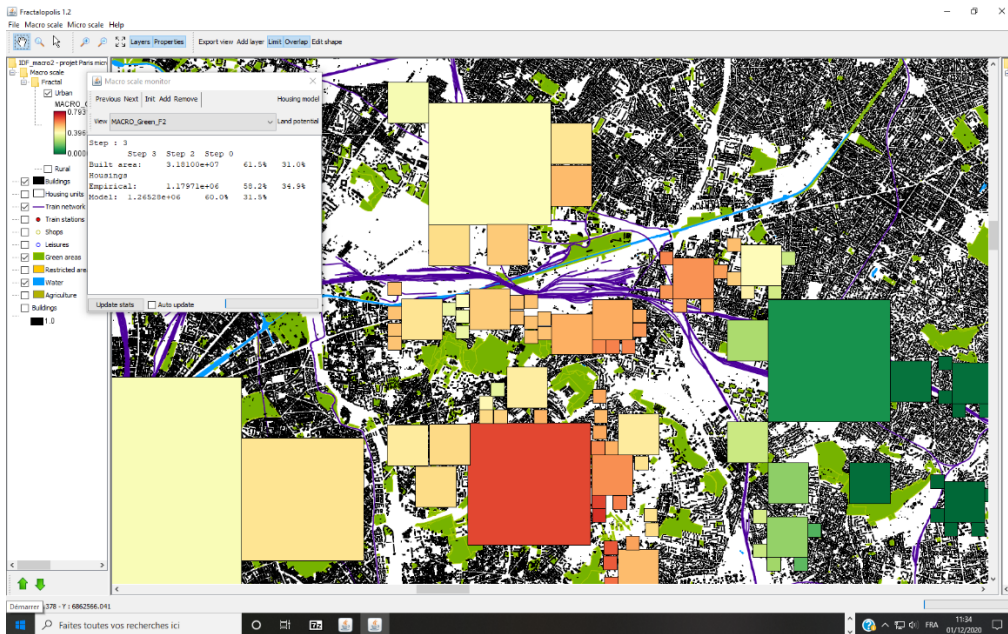 Fractalopolis 1.2
File Macro scale Micro scale Help
Layers Properties Export view Add layer Limit Overlap Edit shape
IDF_macro2 - projet Paris micr
Macro scale
Fractal
Urban
MACRO_G
0.793
0.396
0.000
Rural
Buildings
Housing units
Train network
Train stations
Shops
Leisures
Green areas
Restricted area
Water
Agriculture
Buildings
1.0
Macro scale monitor
Previous Next Init Add Remove Housing model
View MACRO_Green_F2 Land potential
Step : 3
Step 3 Step 2 Step 0
Built area: 3.18100e+07 61.5% 31.0%
Housings
Empirical: 1.17971e+06 58.2% 34.9%
Model: 1.26528e+06 60.0% 31.5%
Update stats Auto update
Démarrer .378 - Y : 6862566.041
Faites toutes vos recherches ici
FRA
11:34
01/12/2020